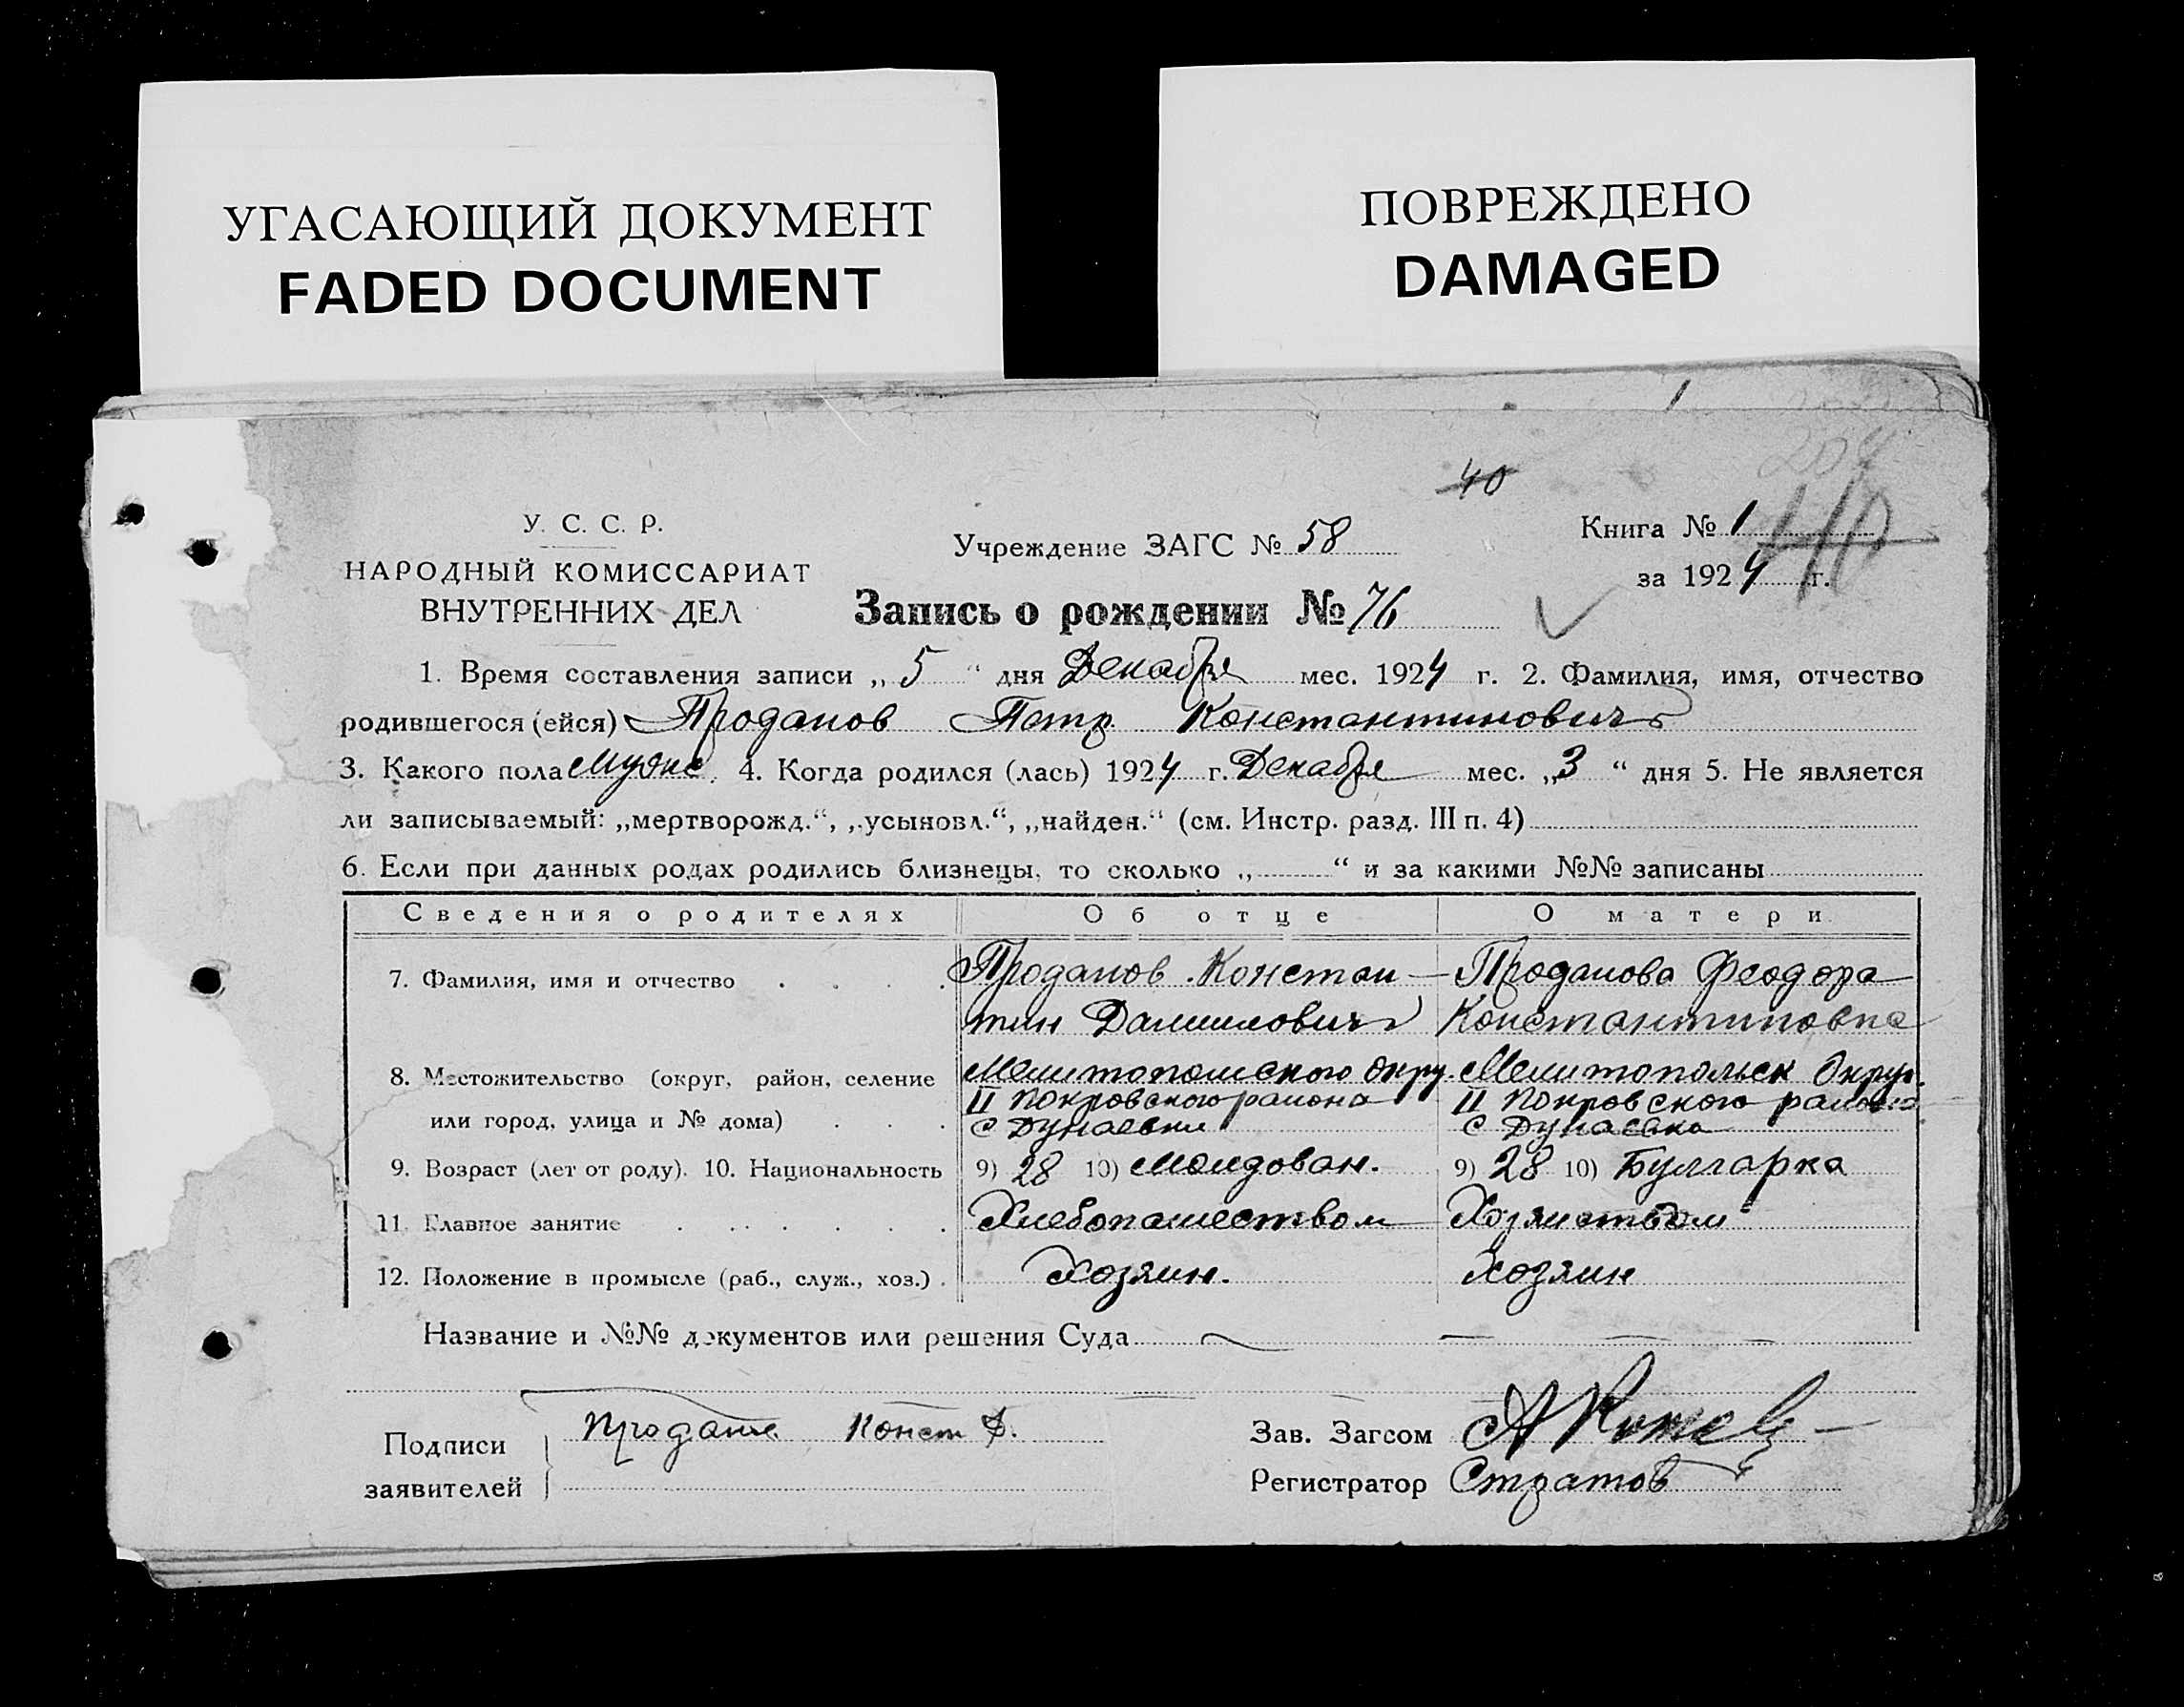 УГАСАЮЩИЙ ДОКУМЕНТ
FADED DOCUMENT
ПОВРЕЖДЕНО
DAMAGED
40
У. С. С. Р.
НАРОДНЫЙ КОМИССАРИАТ
ВНУТРЕННИХ ДЕЛ
Учреждение ЗАГС № 58
Книга № 1
за 1924 г.
Запись о рождении № 76
1. Время составления записи „ 5 “ дня Декабря мес. 1924 г. 2. Фамилия, имя, отчество
родившегося (ейся) Проданов Петр Константинович
3. Какого пола Мужс. 4. Когда родился (лась) 1924 г. Декабря мес. „ 3 “ дня 5. Не является
ли записываемый: „мертворожд.“, „усыновл.“, „найден.“ (см. Инстр. разд. III п. 4)
6. Если при данных родах родились близнецы, то сколько „ “ и за какими №№ записаны
Сведения о родителях Об отце О матери
7. Фамилия, имя и отчество Проданов Констан- Проданова Феодора
тин Данилович Константиновна
8. Местожительство (округ, район, селение Мелитопольского Окру. Мелитопольск Округ.
II Покровского района II Покровского района
или город, улица и № дома) с Дунаевки с Дунаевка
9. Возраст (лет от роду). 10. Национальность 9) 28 10) Молдован. 9) 28 10) Булгарка
11. Главное занятие Хлебопашеством Хозяйством
12. Положение в промысле (раб., служ., хоз.) Хозяин. Хозяин
Название и №№ документов или решения Суда
Подписи
заявителей
Конст Д.
Зав. Загсом
Регистратор Стратов